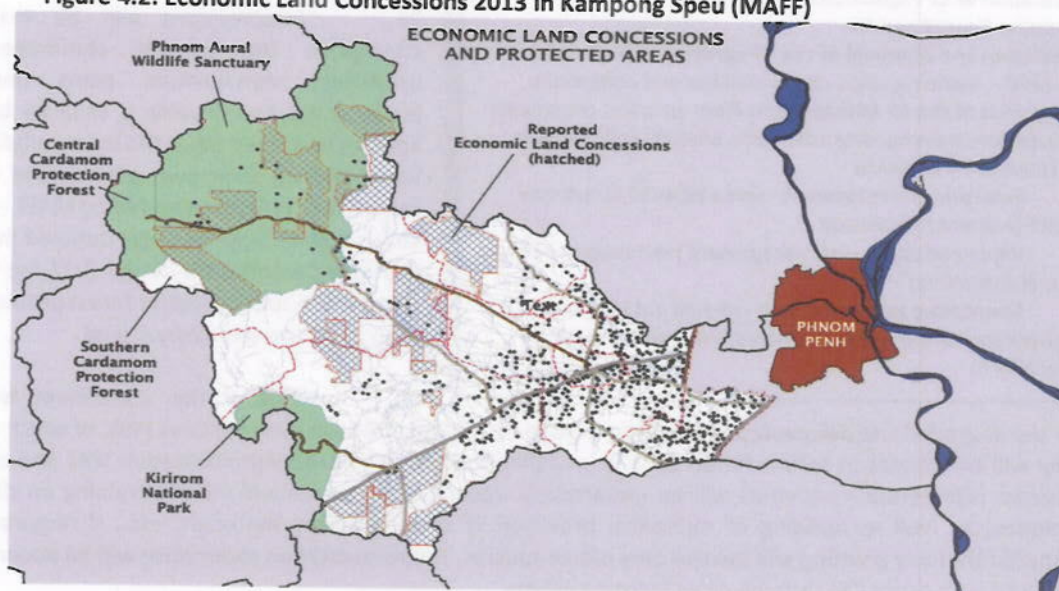 Figure 4.2: Economic Land Concessions 2013 in Kampong Speu (MAFF)
ECONOMIC LAND CONCESSIONS
AND PROTECTED AREAS
Phnom Aural
Wildlife Sanctuary
Reported
Economic Land Concessions
(hatched)
Central
Cardamom
Protection
Forest
PHNOM
PENH
Southern
Cardamom
Protection
Forest
Kirirom
National
Park